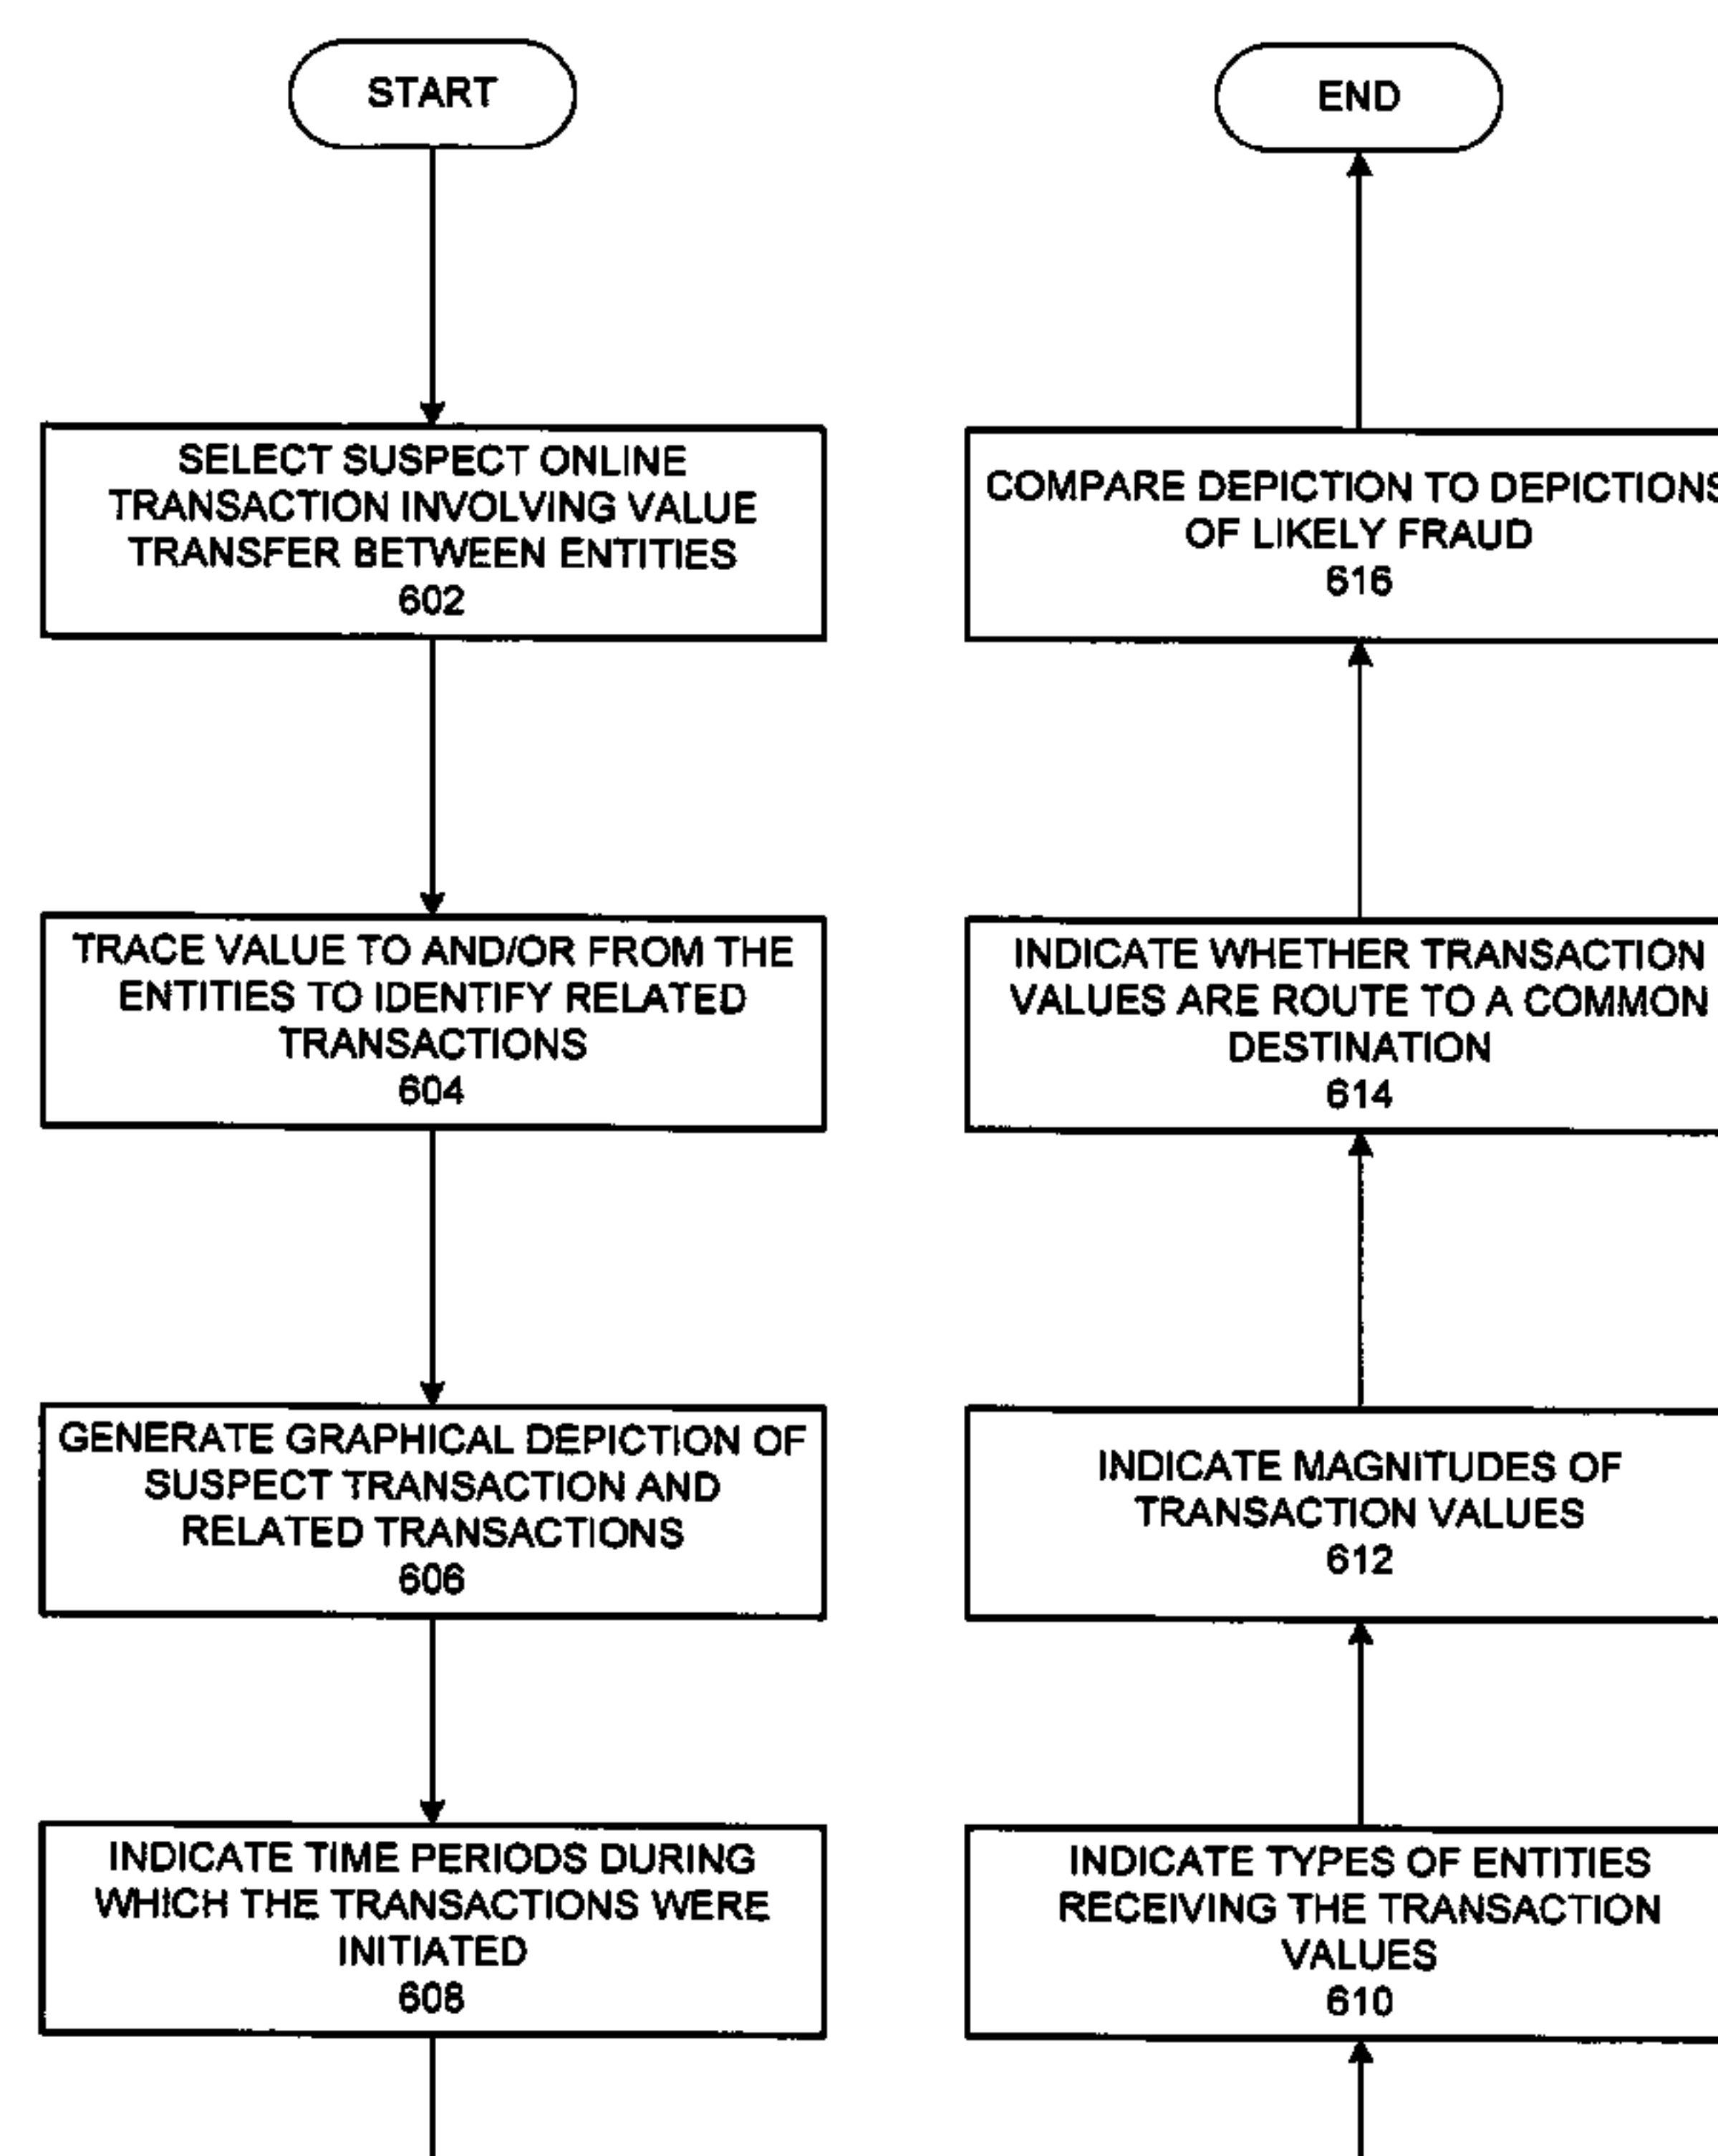 START
SELECT SUSPECT ONLINE
TRANSACTION INVOLVING VALUE
TRANSFER BETWEEN ENTITIES
602
TRACE VALUE TO AND/OR FROM THE
ENTITIES TO IDENTIFY RELATED
TRANSACTIONS
604
GENERATE GRAPHICAL DEPICTION OF
SUSPECT TRANSACTION AND
RELATED TRANSACTIONS
606
INDICATE TIME PERIODS DURING
WHICH THE TRANSACTIONS WERE
INITIATED
608
END
COMPARE DEPICTION TO DEPICTIONS
OF LIKELY FRAUD
616
INDICATE WHETHER TRANSACTION
VALUES ARE ROUTE TO A COMMON
DESTINATION
614
INDICATE MAGNITUDES OF
TRANSACTION VALUES
612
INDICATE TYPES OF ENTITIES
RECEIVING THE TRANSACTION
VALUES
610